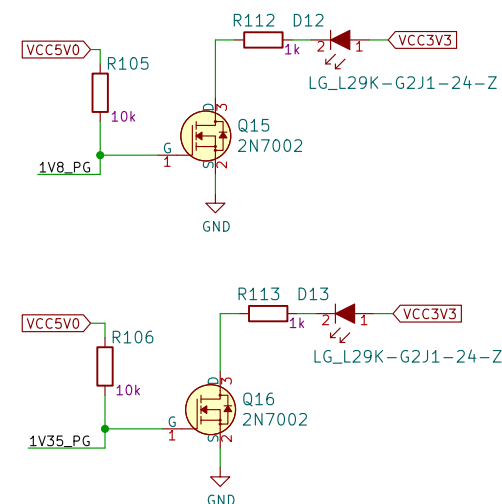 R112 D12
VCC5V0
1k
2
1
VCC3V3
R105
LG_L29K-G2J1-24-Z
10k
D
3
Q15
2N7002
G
1
S
2
1V8_PG
GND
R113 D13
VCC5V0
1k
2
1
VCC3V3
R106
LG_L29K-G2J1-24-Z
10k
D
3
Q16
2N7002
G
1
S
2
1V35_PG
GND